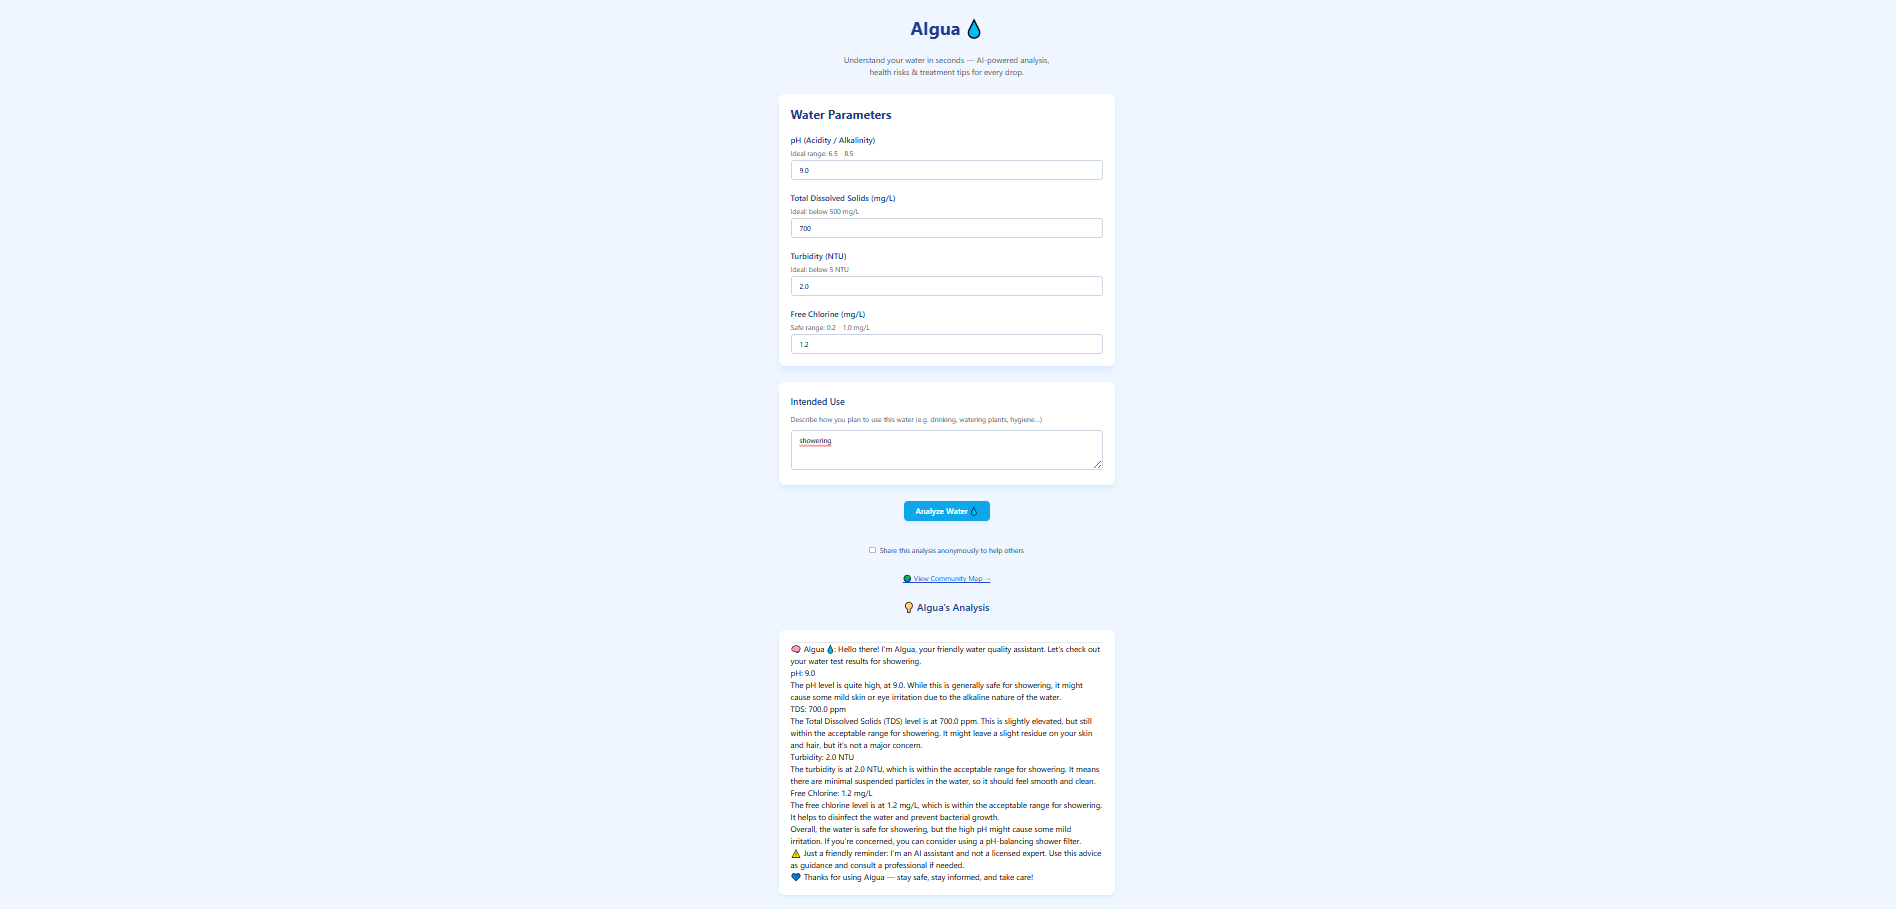 AIgua 💧
Understand your water in seconds — AI-powered analysis,
health risks & treatment tips for every drop.
Water Parameters
pH (Acidity / Alkalinity)
Ideal range: 6.5 - 8.5
9.0
Total Dissolved Solids (mg/L)
Ideal: below 500 mg/L
700
Turbidity (NTU)
Ideal: below 5 NTU
2.0
Free Chlorine (mg/L)
Safe range: 0.2 - 1.0 mg/L
1.2
Intended Use
Describe how you plan to use this water (e.g. drinking, watering plants, hygiene...)
showering
Analyze Water 💧
Share this analysis anonymously to help others
🌍 View Community Map →
💡 AIgua's Analysis
🧠 AIgua 💧: Hello there! I'm AIgua, your friendly water quality assistant. Let's check out
your water test results for showering.
pH: 9.0
The pH level is quite high, at 9.0. While this is generally safe for showering, it might
cause some mild skin or eye irritation due to the alkaline nature of the water.
TDS: 700.0 ppm
The Total Dissolved Solids (TDS) level is at 700.0 ppm. This is slightly elevated, but still
within the acceptable range for showering. It might leave a slight residue on your skin
and hair, but it's not a major concern.
Turbidity: 2.0 NTU
The turbidity is at 2.0 NTU, which is within the acceptable range for showering. It means
there are minimal suspended particles in the water, so it should feel smooth and clean.
Free Chlorine: 1.2 mg/L
The free chlorine level is at 1.2 mg/L, which is within the acceptable range for showering.
It helps to disinfect the water and prevent bacterial growth.
Overall, the water is safe for showering, but the high pH might cause some mild
irritation. If you're concerned, you can consider using a pH-balancing shower filter.
⚠️ Just a friendly reminder: I'm an AI assistant and not a licensed expert. Use this advice
as guidance and consult a professional if needed.
💙 Thanks for using AIgua — stay safe, stay informed, and take care!